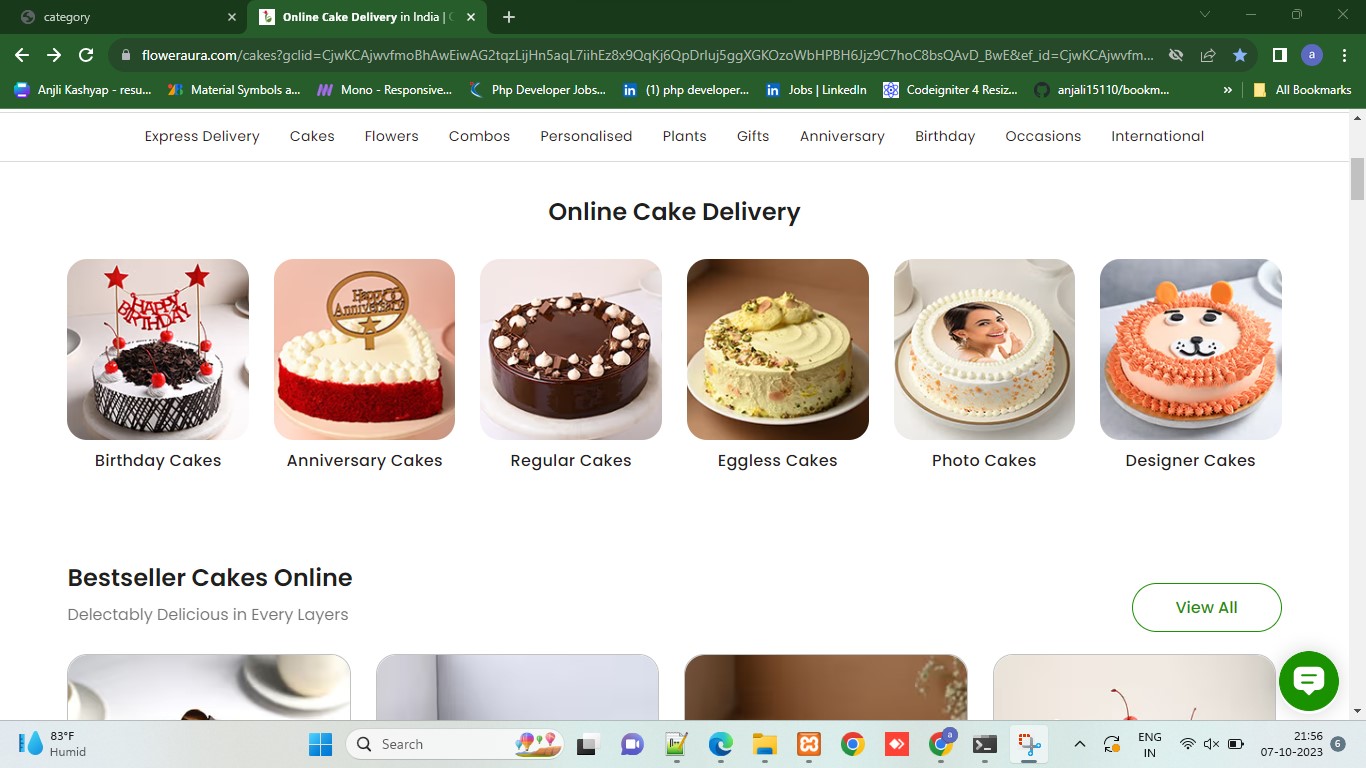 category
Online Cake Delivery in India |
floweraura.com/cakes?gclid=CjwKCAjwvfmoBhAwEiwAG2tqzLijHn5aqL7iihEz8x9QqKj6QpDrluj5ggXGKOzoWbHPBH6Jjz9C7hoC8bsQAvD_BwE&ef_id=CjwKCAjwvfm...
a
Anjli Kashyap - resu...
Material Symbols a...
Mono - Responsive...
Php Developer Jobs...
(1) php developer...
Jobs | LinkedIn
Codeigniter 4 Resiz...
anjali15110/bookm...
»
All Bookmarks
Express Delivery Cakes Flowers Combos Personalised Plants Gifts Anniversary Birthday Occasions International
Online Cake Delivery
HAPPY
BIRTHDAY
Happy
Anniversary
Birthday Cakes
Anniversary Cakes
Regular Cakes
Eggless Cakes
Photo Cakes
Designer Cakes
Bestseller Cakes Online
Delectably Delicious in Every Layers
View All
83°F
Humid
Search
a
ENG
IN
21:56
07-10-2023
6